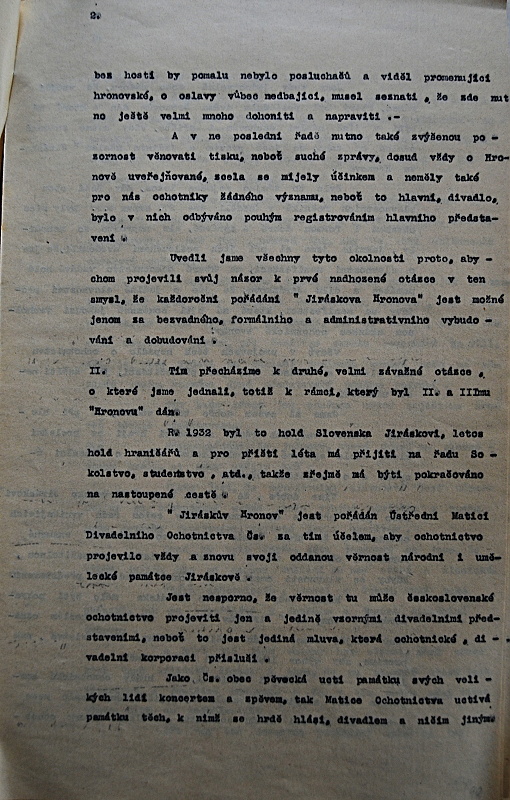 2.
bez hostí by pomalu nebylo posluchačů a viděl promenující
hronovské, o oslavy vůbec nedbající, musel seznati, že zde nut
no ještě velmi mnoho dohoniti a napraviti .-
A v ne poslední řadě nutno také zvýšenou po -
zornost věnovati tisku, neboť suché zprávy, dosud vždy o Hro-
nově uveřejňované, zcela se mijely účinkem a neměly také
pro nás ochotníky žádného významu, neboť to hlavní, divadlo,
bylo v nich odbýváno pouhým registrováním hlavního představ-
vení .
Uvedli jsme všechny tyto okolnosti proto, aby -
chom projevili svůj názor k prvé nadhozené otázce v ten
smysl, že každoroční pořádání " Jiráskova Hronova" jest možné
jenom za bezvadného, formálního a administrativního vybudo -
vání a dobudování .
II. Tím přecházíme k druhé, velmi závažné otázce ,
o které jsme jednali, totiž k rámci, který byl II. a IIImu
"Hronovu" dán.
R. 1932 byl to hold Slovenska Jiráskovi, letos
hold hraničářů a pro příští léta má přijíti na řadu So -
kolstvo, studentstvo , atd., takže zřejmě má býti pokračováno
na nastoupené cestě .
" Jiráskův Hronov" jest pořádán Ústřední Maticí
Divadelního Ochotnictva Čs. za tím účelem, aby ochotnictvo
projevilo vždy a znovu svojí oddanou věrnost národní i umě-
lecké památce Jiráskově .
Jest nesporno, že věrnost tu může československé
ochotnictvo projeviti jen a jedině vzornými divadelními před-
staveními, neboť to jest jediná mluva, která ochotnické , di -
vadelní korporaci přísluší .
Jako Čs. obec pěvecká uctí památku svých veli -
kých lidí koncertem a zpěvem, tak Matice Ochotnictva uctívá
památku těch, k nimž se hrdě hlásí, divadlem a ničím jiným.